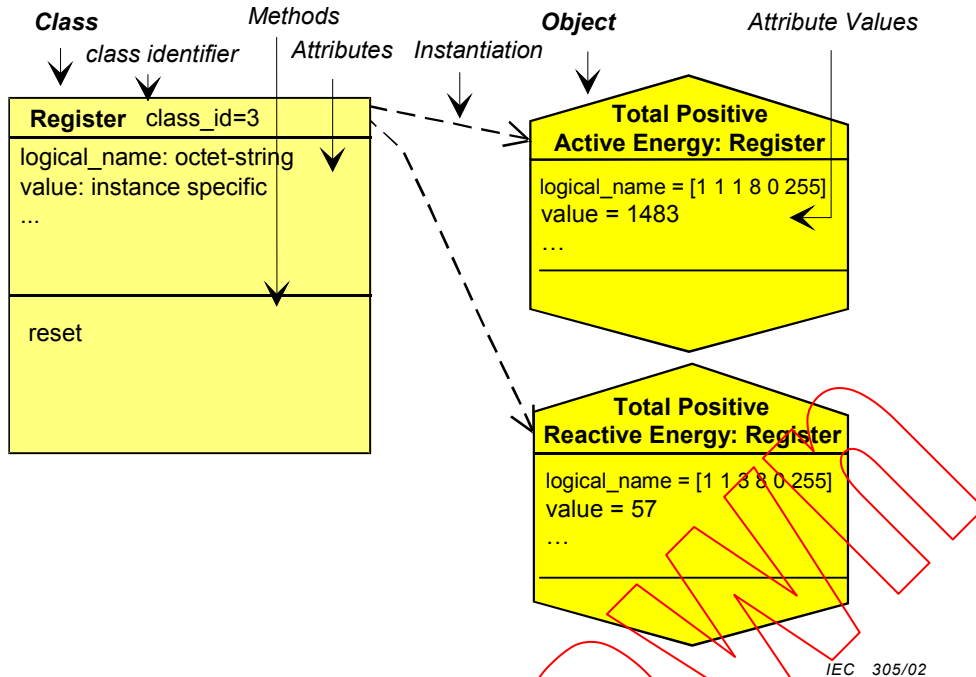 Class
Methods
Object
Attribute Values
class identifier
Attributes
Instantiation
Register class_id=3
logical_name: octet-string
value: instance specific
...
reset
Total Positive
Active Energy: Register
logical_name = [1 1 1 8 0 255]
value = 1483
...
Total Positive
Reactive Energy: Register
logical_name = [1 1 3 8 0 255]
value = 57
...
IEC 305/02